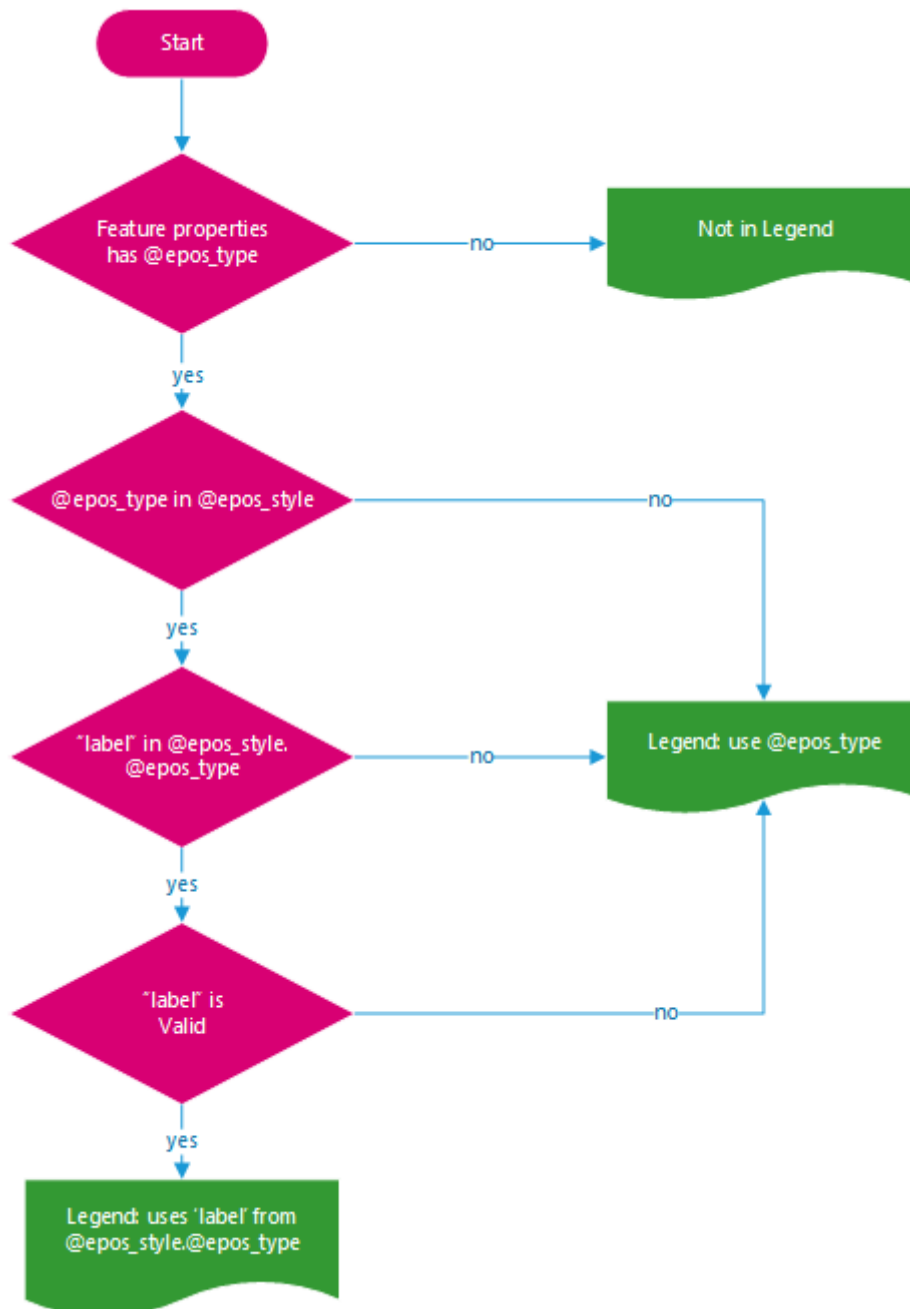 Start
Feature properties
has @epos_type
no
Not in Legend
yes
@epos_type in @epos_style
no
yes
“label” in @epos_style.
@epos_type
no
Legend: use @epos_type
yes
“label” is
Valid
no
yes
Legend: uses ‘label’ from
@epos_style.@epos_type